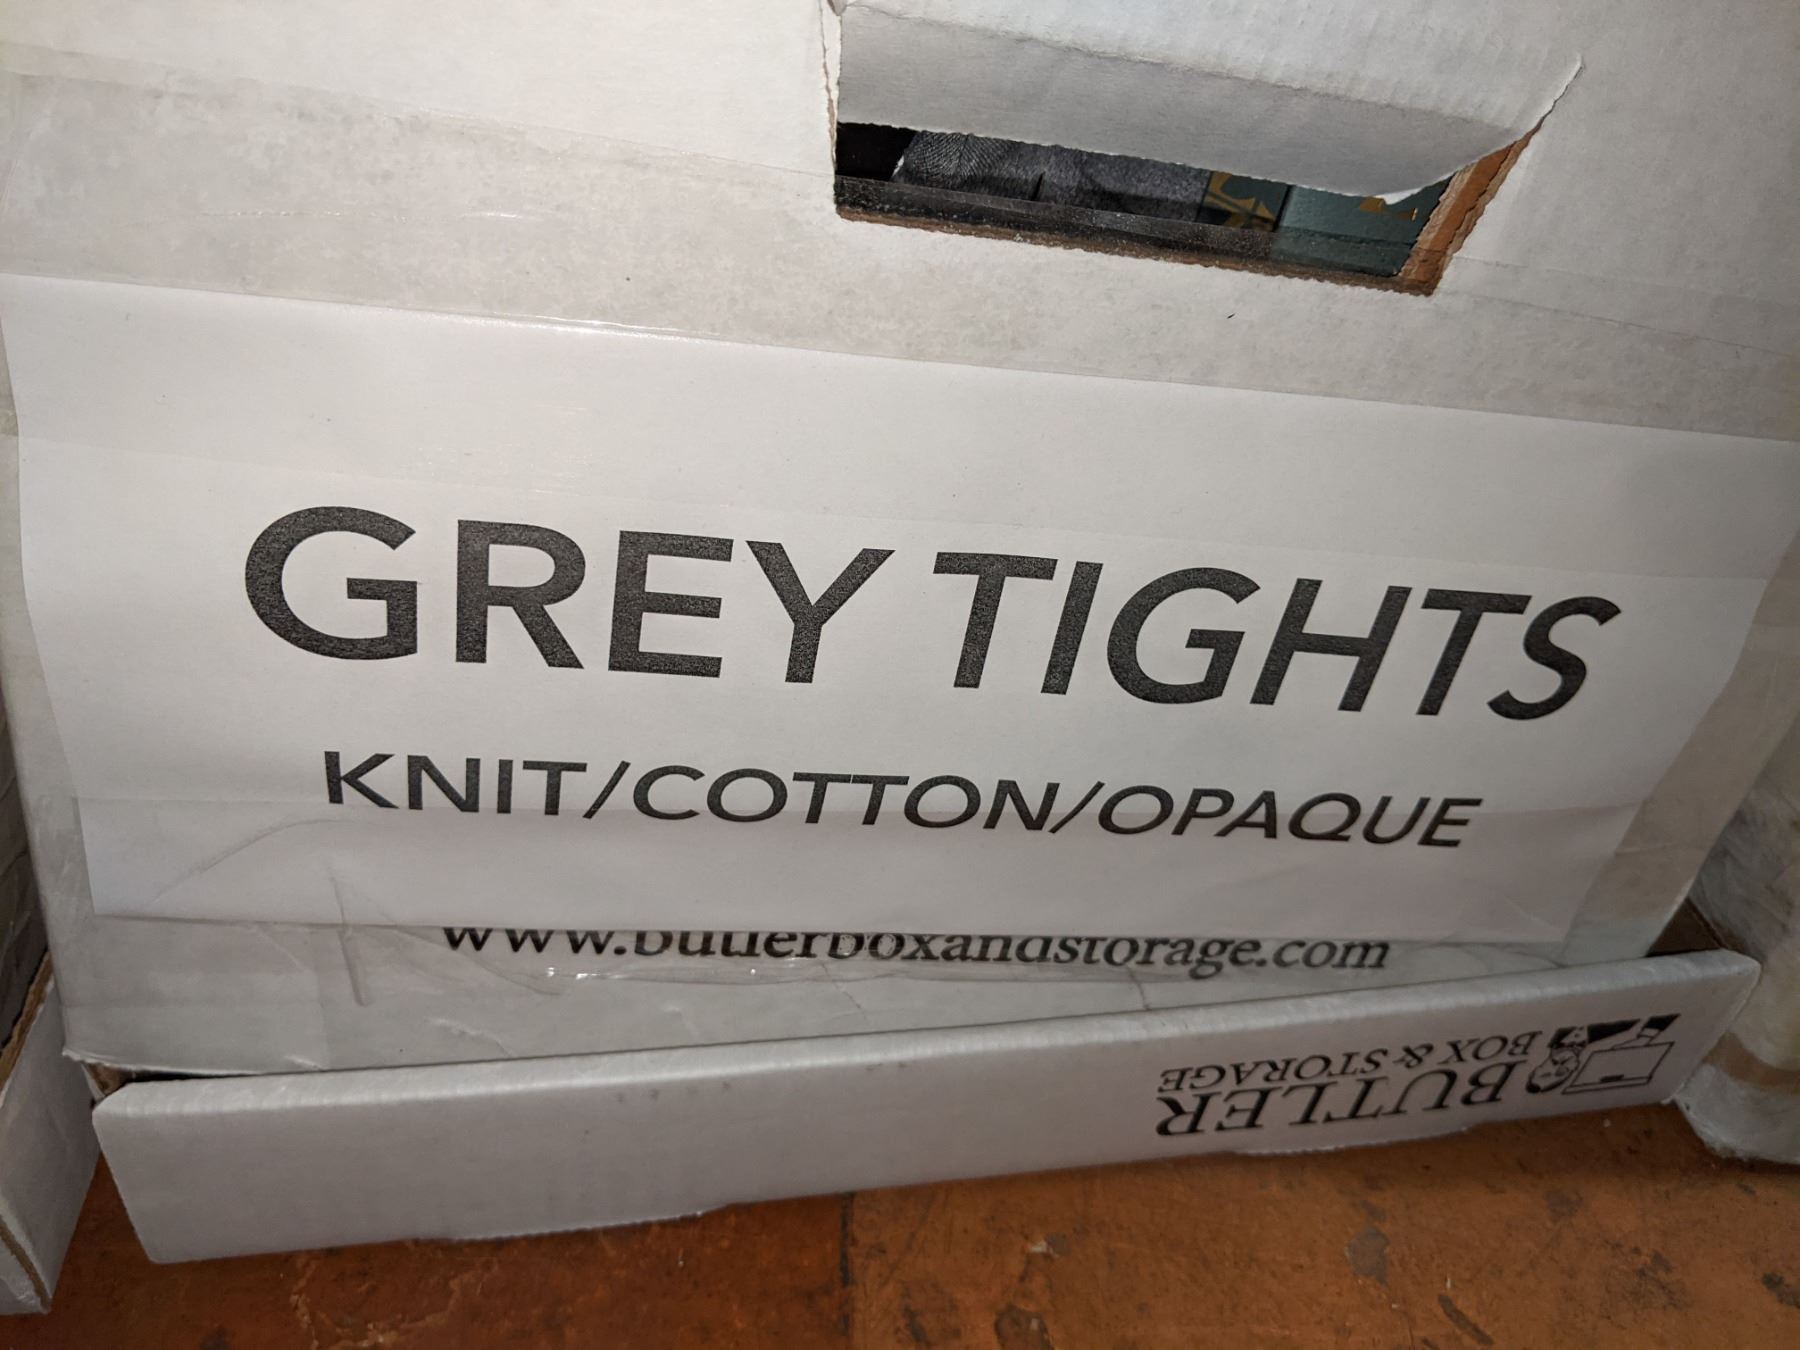 GREY TIGHTS
KNIT/COTTON/OPAQUE
www.butlerboxandstorage.com
BUTLER
BOX & STORAGE